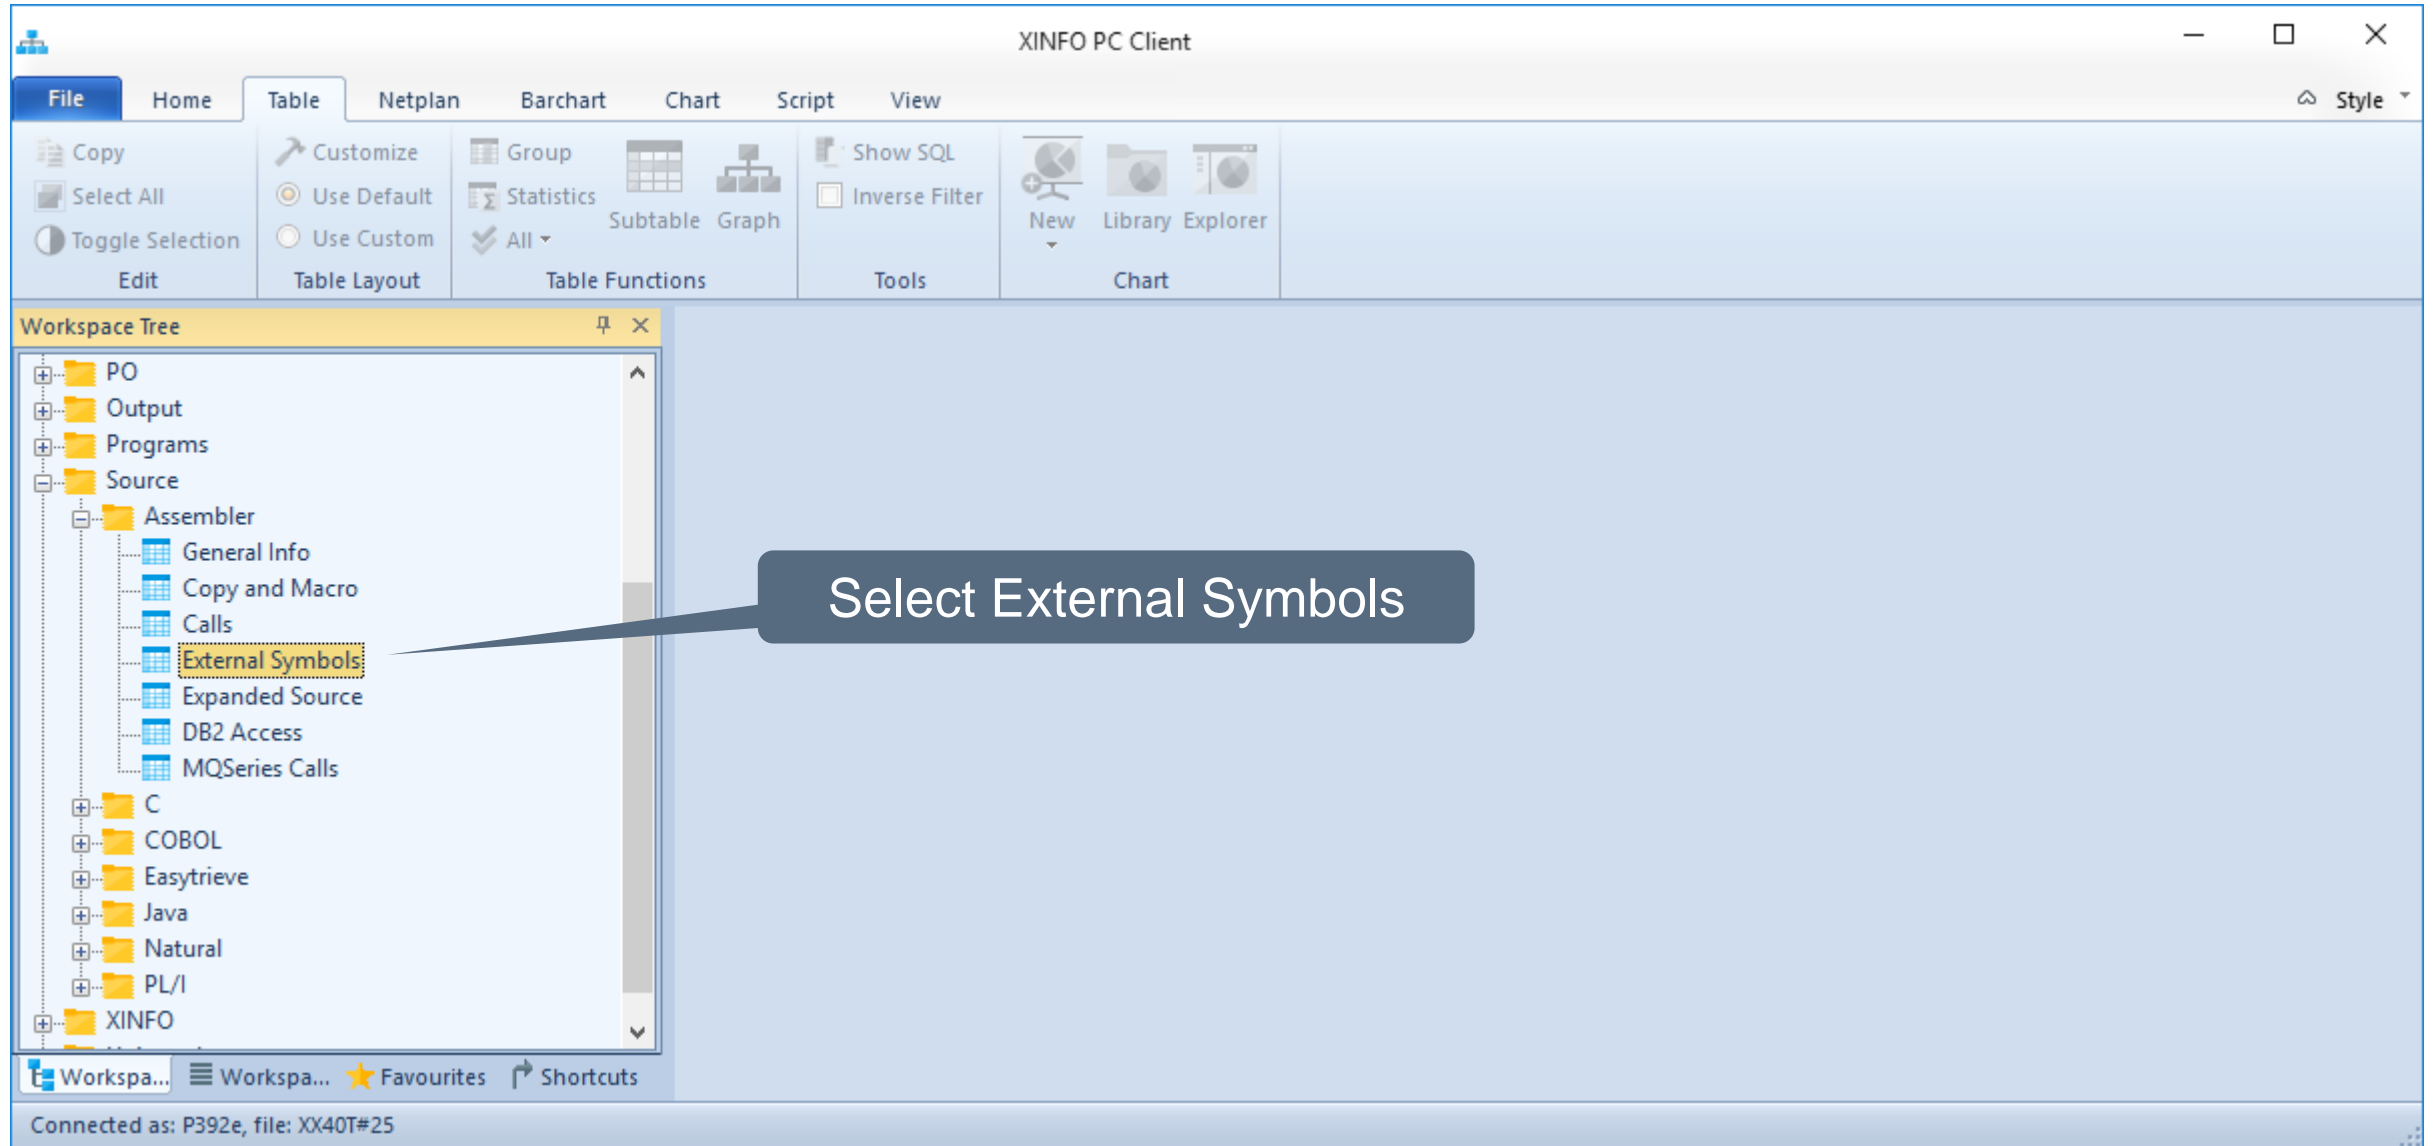 XINFO PC Client
File Home Table Netplan Barchart Chart Script View Style
Copy Customize Group Show SQL
Select All Use Default Statistics Inverse Filter
Subtable Graph New Library Explorer
Toggle Selection Use Custom All
Edit Table Layout Table Functions Tools Chart
Workspace Tree
PO
Output
Programs
Source
Assembler
General Info
Copy and Macro
Select External Symbols
Calls
External Symbols
Expanded Source
DB2 Access
MQSeries Calls
C
COBOL
Easytrieve
Java
Natural
PL/I
XINFO
Workspa... Workspa... Favourites Shortcuts
Connected as: P392e, file: XX40T#25